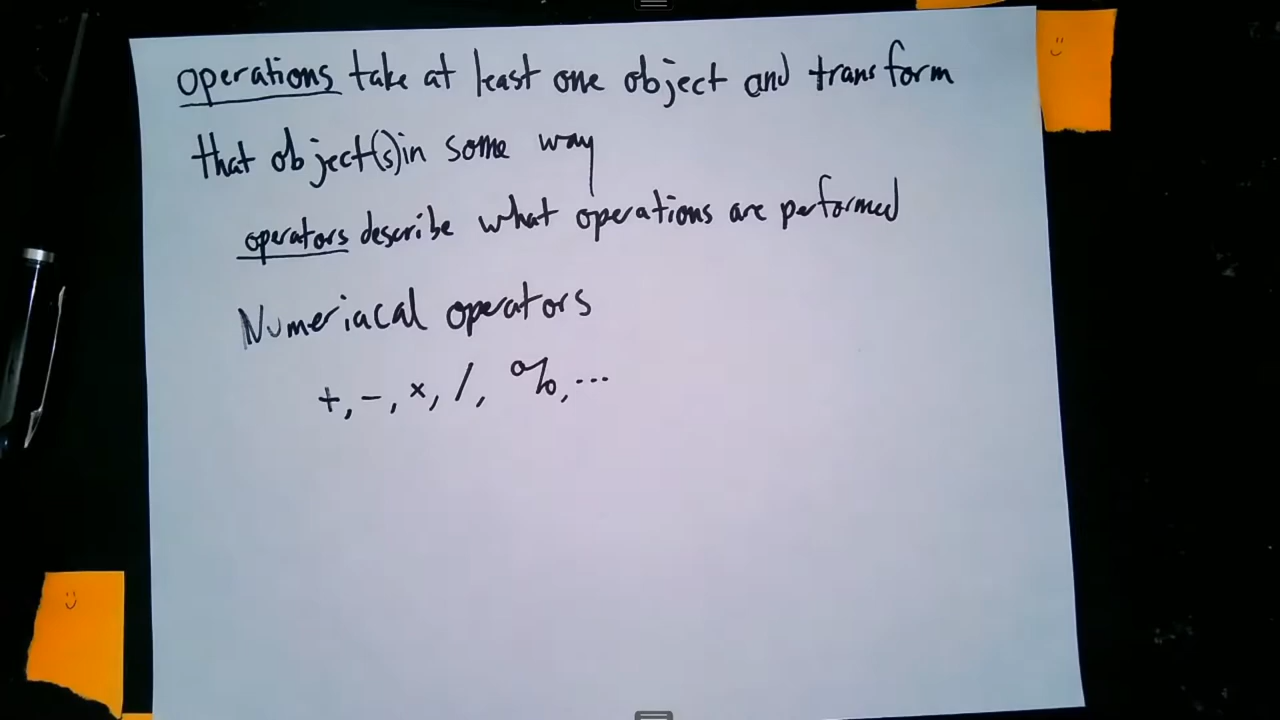 operations take at least one object and transform
that object(s) in some way
operators describe what operations are performed
Numeriacal operators
+, -, ×, /, %, ...